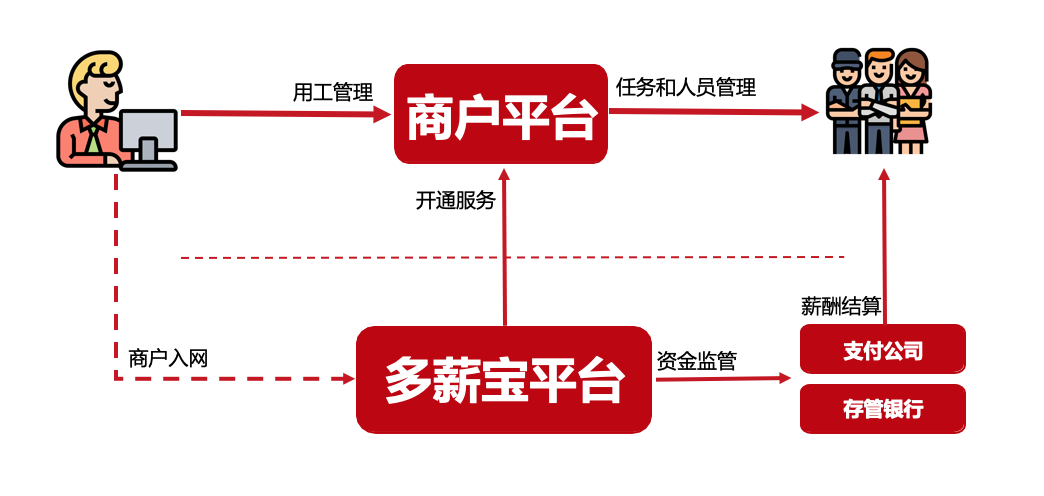 用工管理
商户平台
任务和人员管理
开通服务
薪酬结算
商户入网
多薪宝平台
资金监管
支付公司
存管银行